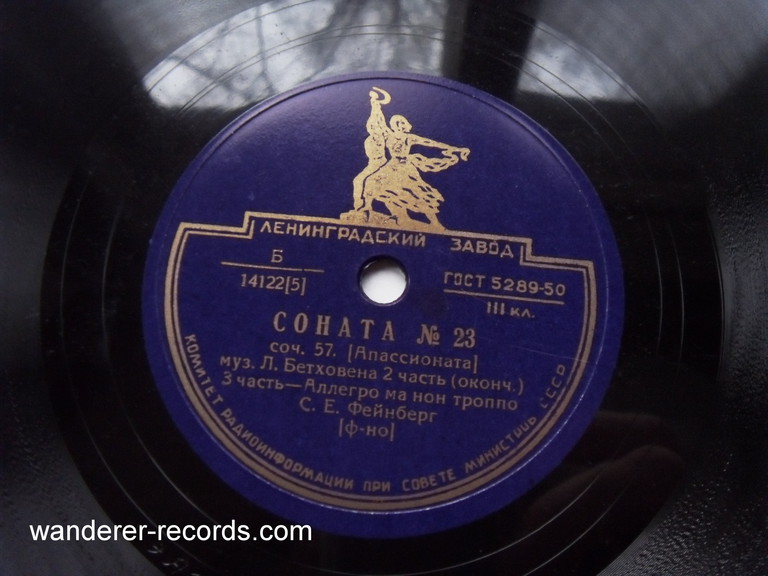 ЛЕНИНГРАДСКИЙ ЗАВОД
Б
14122[5]
ГОСТ 5289-50
III кл.
СОНАТА № 23
соч. 57. [Апассионата]
муз. Л. Бетховена 2 часть (оконч.)
3 часть—Аллегро ма нон троппо
С. Е. Фейнберг
[ф-но]
КОМИТЕТ РАДИОИНФОРМАЦИИ ПРИ СОВЕТЕ МИНИСТРОВ СССР
wanderer-records.com